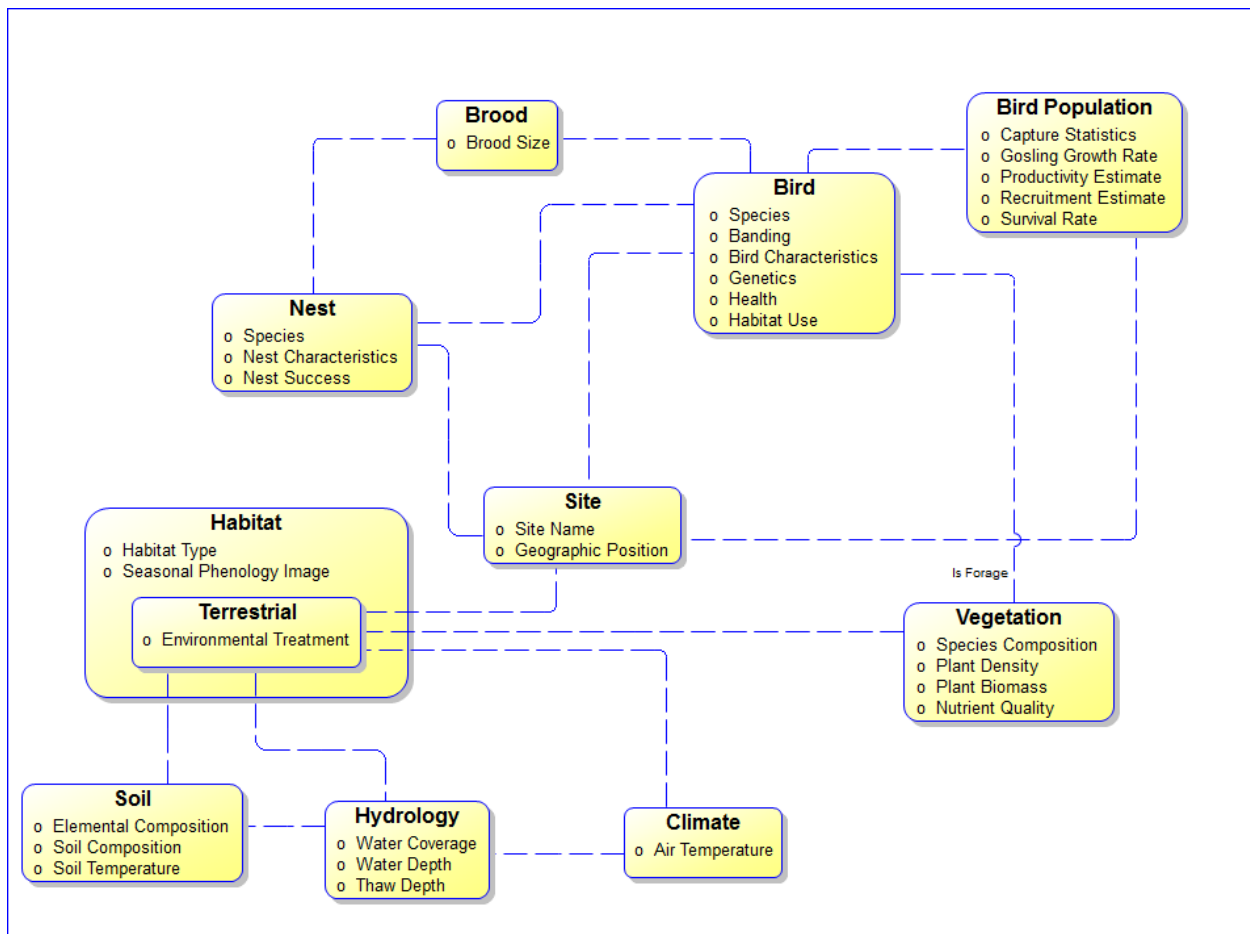 Brood
o Brood Size
Bird Population
o Capture Statistics
o Gosling Growth Rate
o Productivity Estimate
o Recruitment Estimate
o Survival Rate
Bird
o Species
o Banding
o Bird Characteristics
o Genetics
o Health
o Habitat Use
Nest
o Species
o Nest Characteristics
o Nest Success
Site
o Site Name
o Geographic Position
Habitat
o Habitat Type
o Seasonal Phenology Image
Terrestrial
o Environmental Treatment
Is Forage
Vegetation
o Species Composition
o Plant Density
o Plant Biomass
o Nutrient Quality
Soil
o Elemental Composition
o Soil Composition
o Soil Temperature
Hydrology
o Water Coverage
o Water Depth
o Thaw Depth
Climate
o Air Temperature